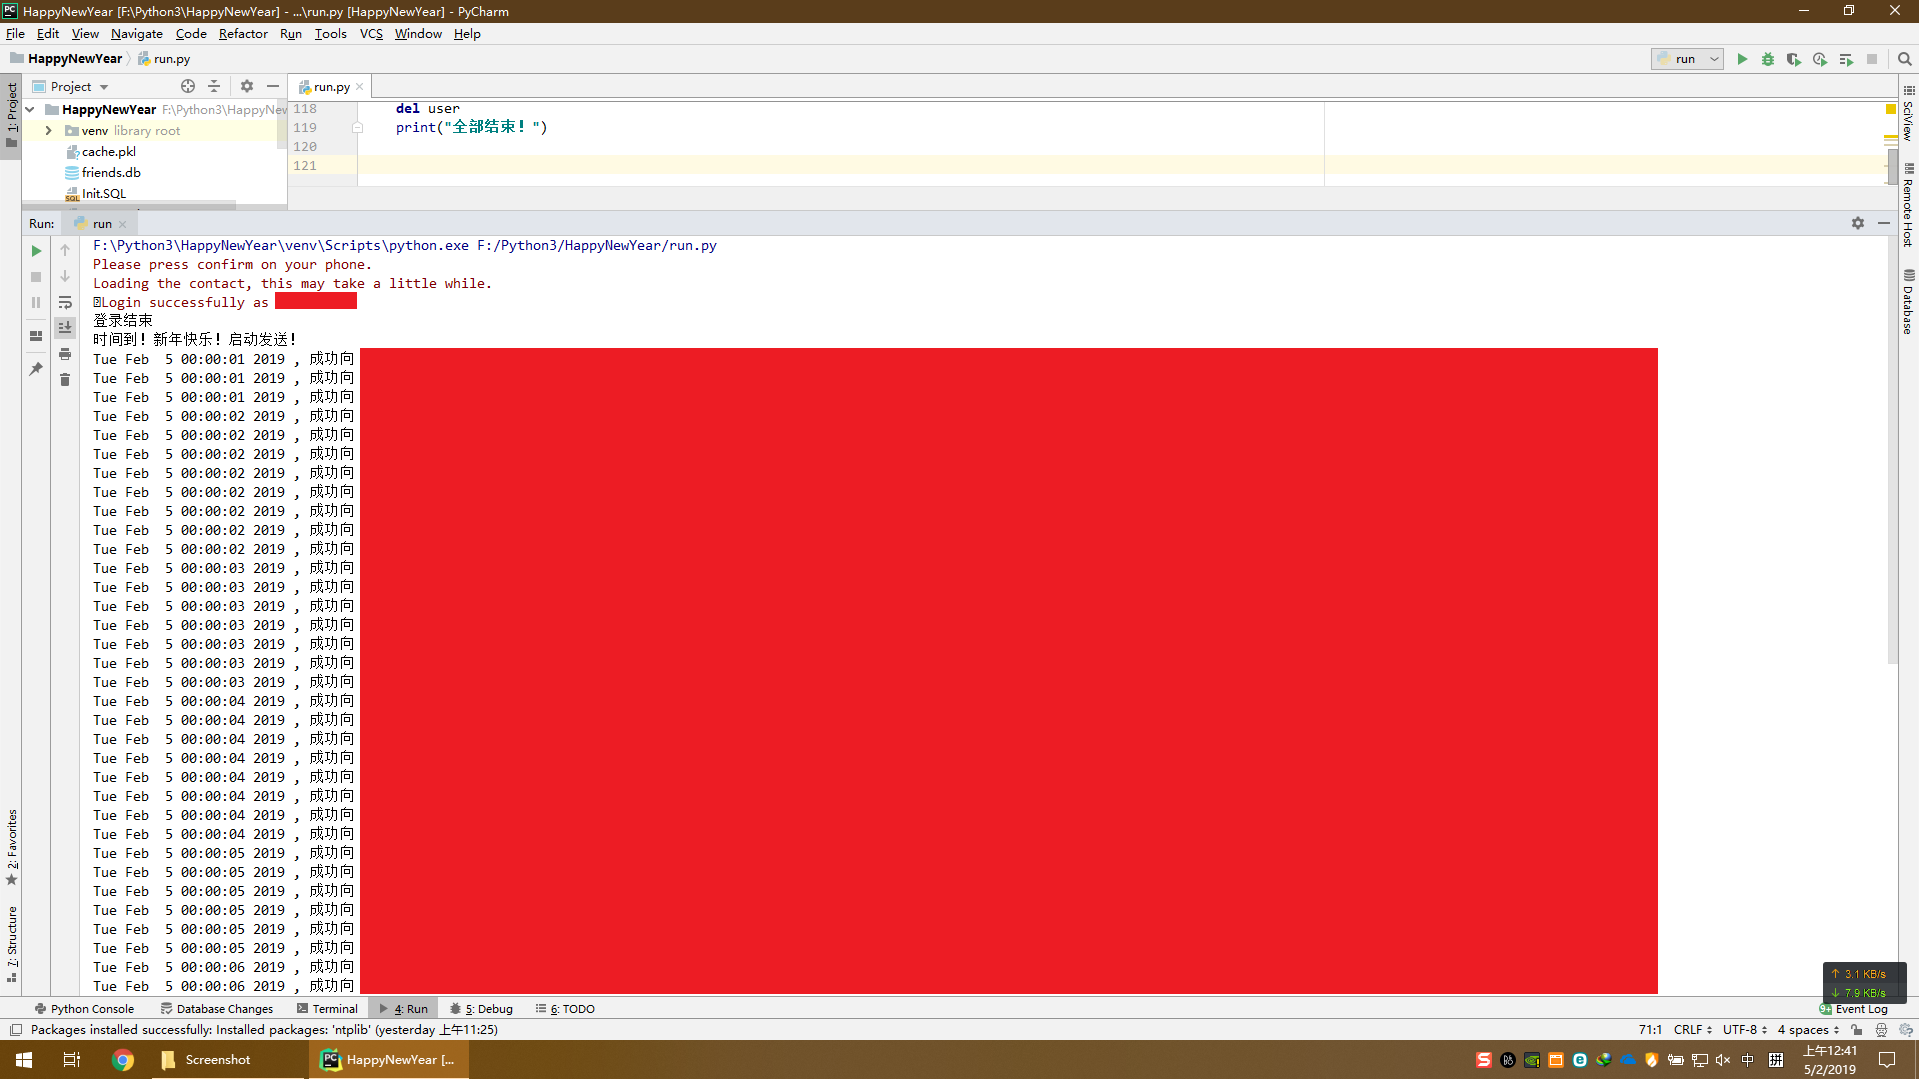 HappyNewYear [F:\Python3\HappyNewYear] - ...\run.py [HappyNewYear] - PyCharm
File Edit View Navigate Code Refactor Run Tools VCS Window Help
HappyNewYear run.py run
1: Project
Project
run.py
HappyNewYear F:\Python3\HappyNew
venv library root
cache.pkl
friends.db
Init.SQL
118 del user
119 print("全部结束！")
120
121
SciView
Remote Host
Database
Run: run
F:\Python3\HappyNewYear\venv\Scripts\python.exe F:/Python3/HappyNewYear/run.py
Please press confirm on your phone.
Loading the contact, this may take a little while.
Login successfully as
登录结束
时间到！新年快乐！启动发送！
Tue Feb  5 00:00:01 2019 , 成功向
Tue Feb  5 00:00:01 2019 , 成功向
Tue Feb  5 00:00:01 2019 , 成功向
Tue Feb  5 00:00:02 2019 , 成功向
Tue Feb  5 00:00:02 2019 , 成功向
Tue Feb  5 00:00:02 2019 , 成功向
Tue Feb  5 00:00:02 2019 , 成功向
Tue Feb  5 00:00:02 2019 , 成功向
Tue Feb  5 00:00:02 2019 , 成功向
Tue Feb  5 00:00:02 2019 , 成功向
Tue Feb  5 00:00:02 2019 , 成功向
Tue Feb  5 00:00:03 2019 , 成功向
Tue Feb  5 00:00:03 2019 , 成功向
Tue Feb  5 00:00:03 2019 , 成功向
Tue Feb  5 00:00:03 2019 , 成功向
Tue Feb  5 00:00:03 2019 , 成功向
Tue Feb  5 00:00:03 2019 , 成功向
Tue Feb  5 00:00:03 2019 , 成功向
Tue Feb  5 00:00:04 2019 , 成功向
Tue Feb  5 00:00:04 2019 , 成功向
Tue Feb  5 00:00:04 2019 , 成功向
Tue Feb  5 00:00:04 2019 , 成功向
Tue Feb  5 00:00:04 2019 , 成功向
Tue Feb  5 00:00:04 2019 , 成功向
Tue Feb  5 00:00:04 2019 , 成功向
Tue Feb  5 00:00:04 2019 , 成功向
Tue Feb  5 00:00:05 2019 , 成功向
Tue Feb  5 00:00:05 2019 , 成功向
Tue Feb  5 00:00:05 2019 , 成功向
Tue Feb  5 00:00:05 2019 , 成功向
Tue Feb  5 00:00:05 2019 , 成功向
Tue Feb  5 00:00:05 2019 , 成功向
Tue Feb  5 00:00:06 2019 , 成功向
Tue Feb  5 00:00:06 2019 , 成功向
2: Favorites
7: Structure
↑ 3.1 KB/s
↓ 7.9 KB/s
Python Console Database Changes Terminal 4: Run 5: Debug 6: TODO 9+ Event Log
Packages installed successfully: Installed packages: 'ntplib' (yesterday 上午11:25) 71:1 CRLF UTF-8 4 spaces
Screenshot HappyNewYear [... 中 拼 上午12:41
5/2/2019